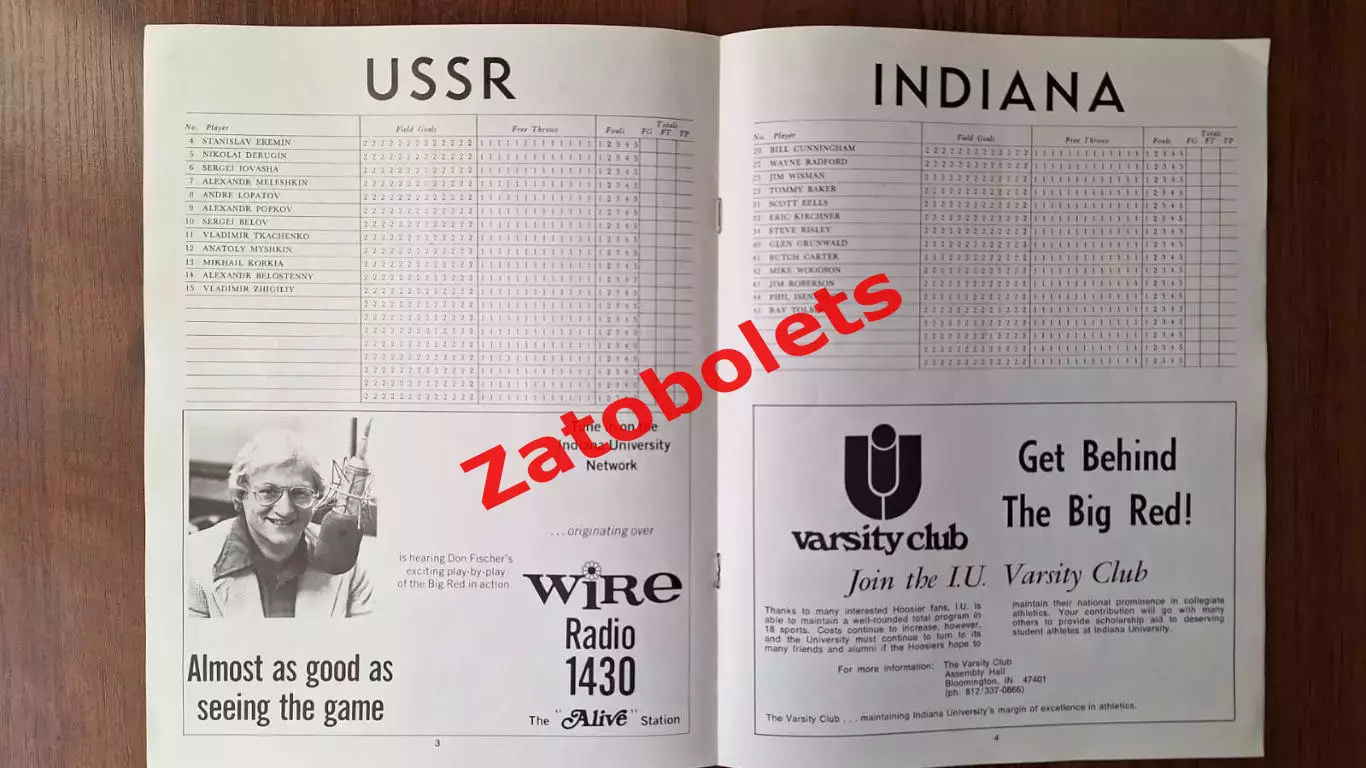 USSR
No. Player Field Goals Free Throws Fouls Totals FG FT TP
4 STANISLAV EREMIN
5 NIKOLAI DERUGIN
6 SERGEI IOVASHA
7 ALEXANDR MELESHKIN
8 ANDRE LOPATOV
9 ALEXANDR POPKOV
10 SERGEI BELOV
11 VLADIMIR TKACHENKO
12 ANATOLY MYSHKIN
13 MIKHAIL KORKIA
14 ALEXANDR BELOSTENNY
15 VLADIMIR ZHIGILIY
Tune in on the
Indiana University
Network
...originating over
is hearing Don Fischer's
exciting play-by-play
of the Big Red in action.
WIRE
Radio
1430
The "Alive" Station
Almost as good as
seeing the game
3
INDIANA
No. Player Field Goals Free Throws Fouls Totals FG FT TP
20 BILL CUNNINGHAM
22 WAYNE RADFORD
23 JIM WISMAN
25 TOMMY BAKER
31 SCOTT EELLS
33 ERIC KIRCHNER
34 STEVE RISLEY
40 GLEN GRUNWALD
41 BUTCH CARTER
42 MIKE WOODSON
43 JIM ROBERSON
44 PHIL
45 RAY
varsity club
Get Behind
The Big Red!
Join the I.U. Varsity Club
Thanks to many interested Hoosier fans, I.U. is
able to maintain a well-rounded total program in
18 sports. Costs continue to increase, however,
and the University must continue to turn to its
many friends and alumni if the Hoosiers hope to
maintain their national prominence in collegiate
athletics. Your contribution will go with many
others to provide scholarship aid to deserving
student athletes at Indiana University.
For more information: The Varsity Club
Assembly Hall
Bloomington, IN 47401
(ph. 812/337-0866)
The Varsity Club ... maintaining Indiana University's margin of excellence in athletics.
4
Zatobolets